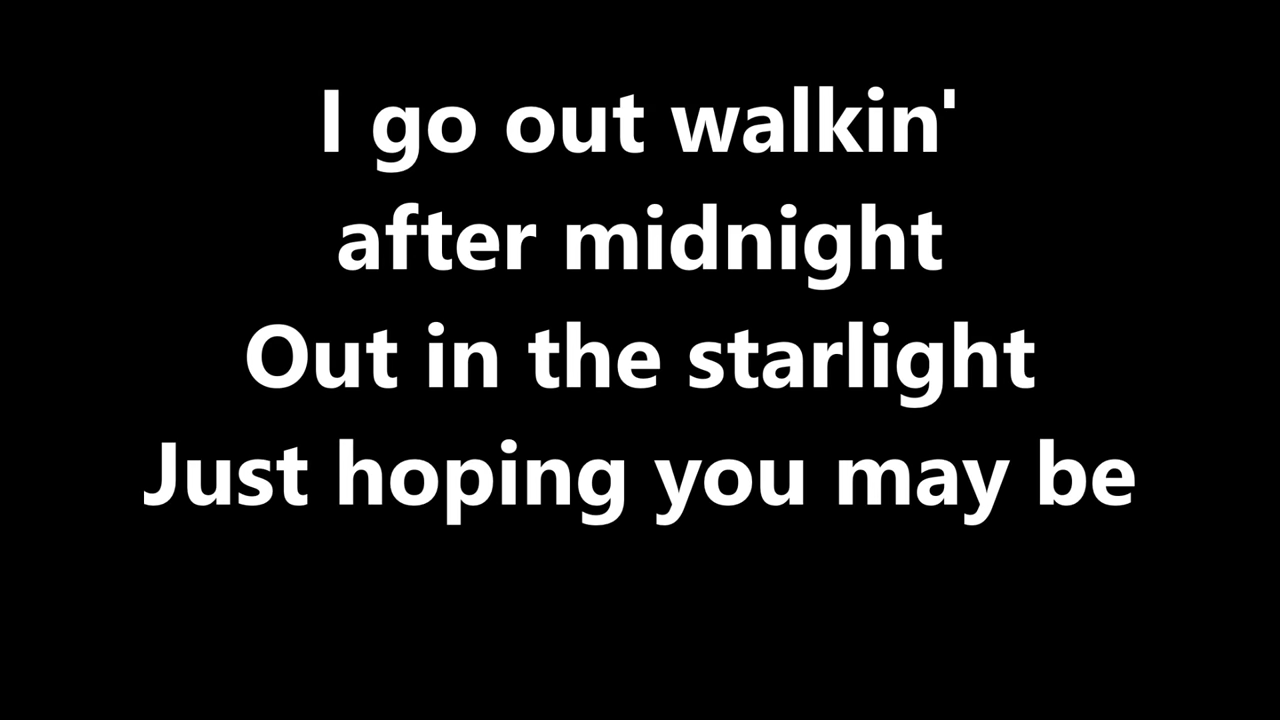 I go out walkin'
after midnight
Out in the starlight
Just hoping you may be